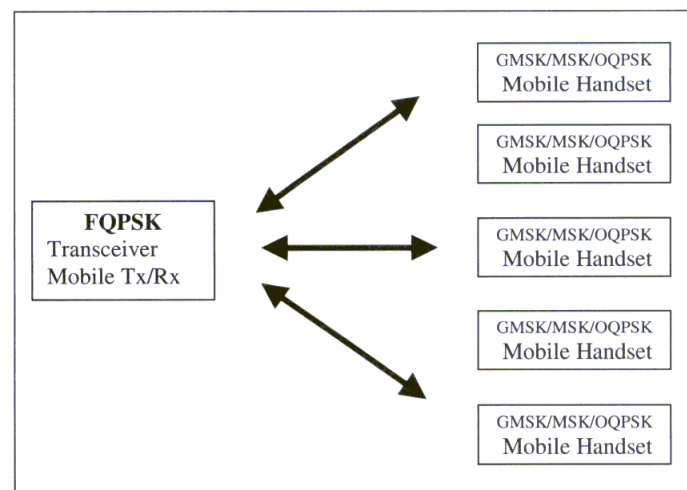 FQPSK
Transceiver
Mobile Tx/Rx
GMSK/MSK/OQPSK
Mobile Handset
GMSK/MSK/OQPSK
Mobile Handset
GMSK/MSK/OQPSK
Mobile Handset
GMSK/MSK/OQPSK
Mobile Handset
GMSK/MSK/OQPSK
Mobile Handset